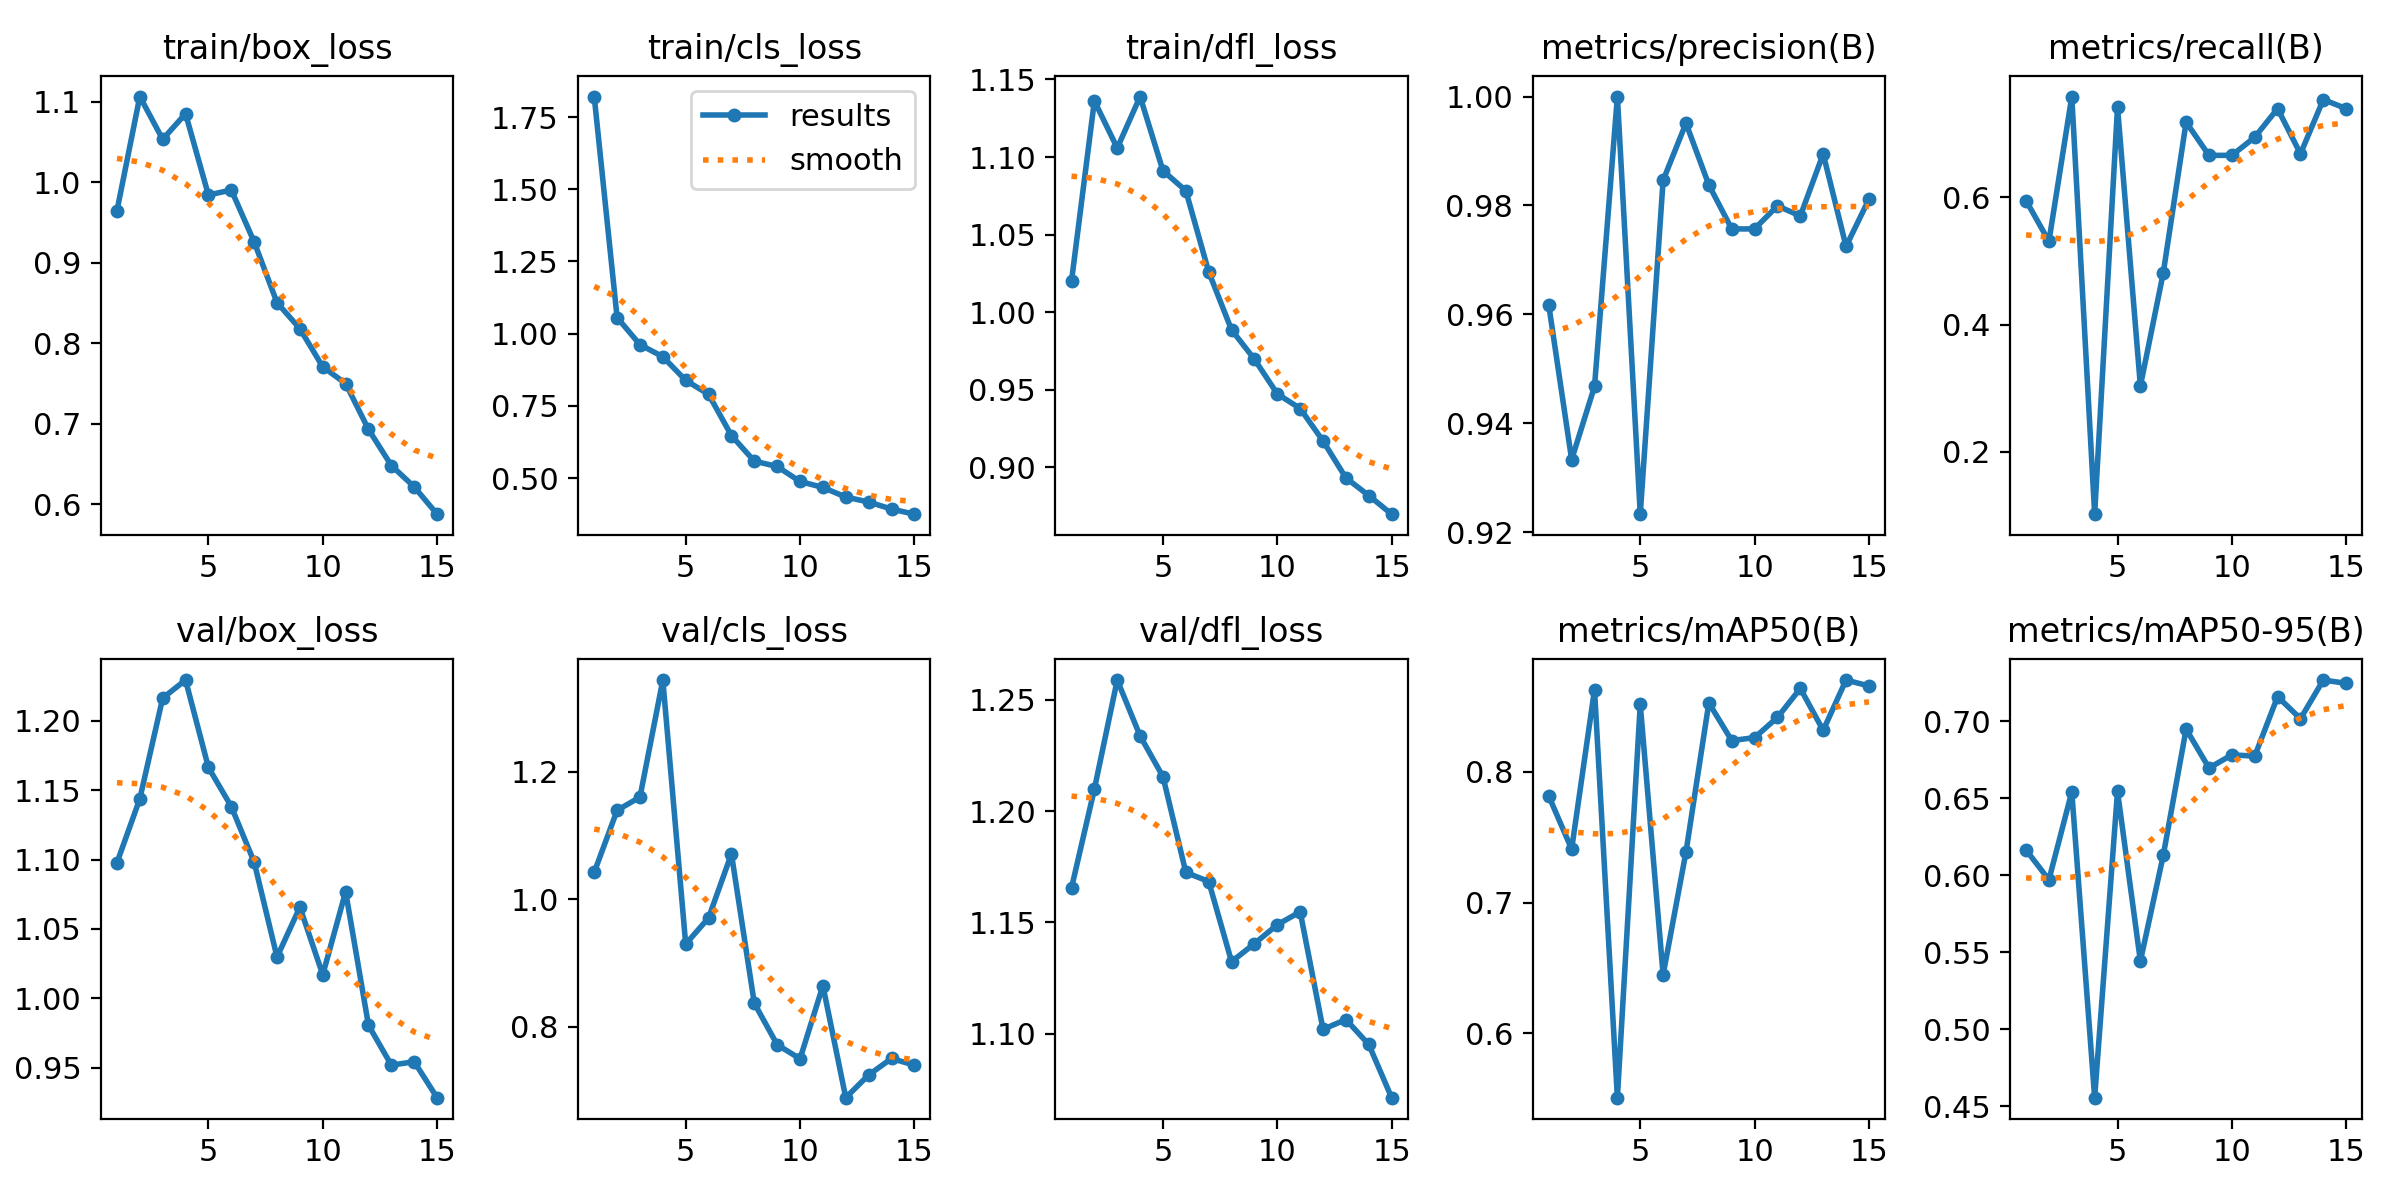 train/box_loss
1.1
1.0
0.9
0.8
0.7
0.6
5 10 15
train/cls_loss
results
smooth
1.75
1.50
1.25
1.00
0.75
0.50
5 10 15
train/dfl_loss
1.15
1.10
1.05
1.00
0.95
0.90
5 10 15
metrics/precision(B)
1.00
0.98
0.96
0.94
0.92
5 10 15
metrics/recall(B)
0.6
0.4
0.2
5 10 15
val/box_loss
1.20
1.15
1.10
1.05
1.00
0.95
5 10 15
val/cls_loss
1.2
1.0
0.8
5 10 15
val/dfl_loss
1.25
1.20
1.15
1.10
5 10 15
metrics/mAP50(B)
0.8
0.7
0.6
5 10 15
metrics/mAP50-95(B)
0.70
0.65
0.60
0.55
0.50
0.45
5 10 15